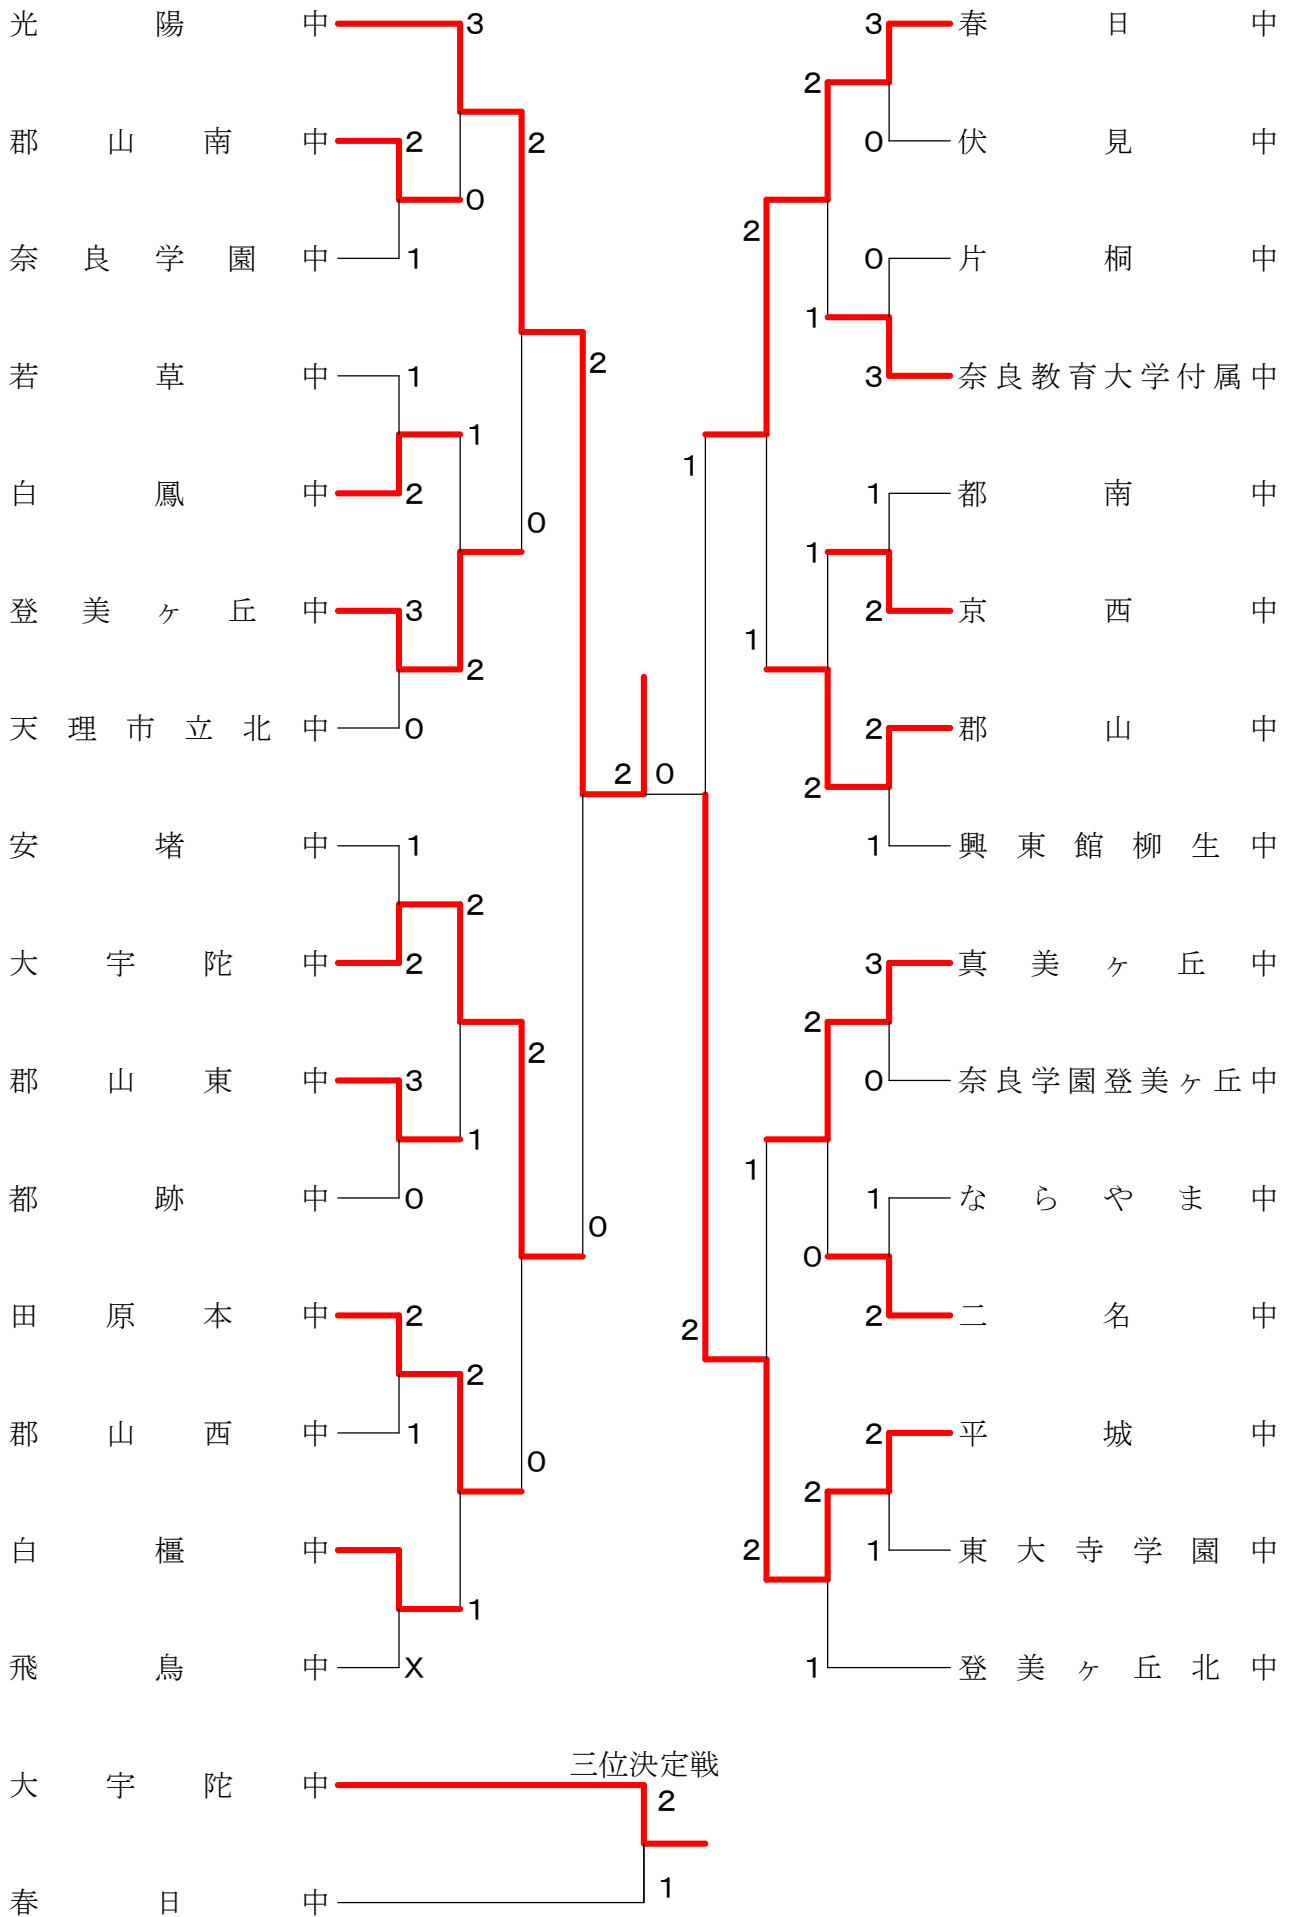 光陽中 3
3 春日中
2
郡山南中 2
2
0 伏見中
0
2
奈良学園中 1
0 片桐中
1
2
若草中 1
3 奈良教育大学付属中
1
1
白鳳中 2
1 都南中
0
1
登美ヶ丘中 3
2 京西中
1
2
天理市立北中 0
2 郡山中
2 0
2
安堵中 1
1 興東館柳生中
2
大宇陀中 2
3 真美ヶ丘中
2
2
郡山東中 3
0 奈良学園登美ヶ丘中
1
1
都跡中 0
1 ならやま中
0
0
田原本中 2
2 二名中
2
2
郡山西中 1
2 平城中
0
2
白橿中
2
1 東大寺学園中
1
飛鳥中 X
1 登美ヶ丘北中
三位決定戦
大宇陀中 2
春日中 1